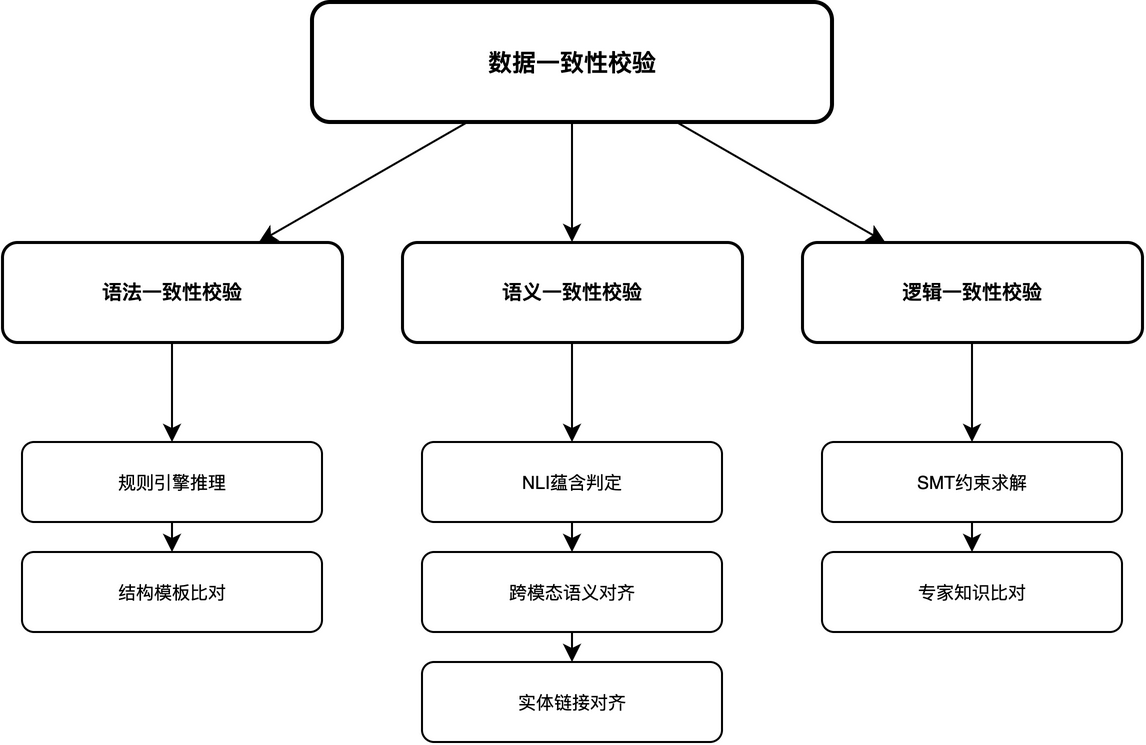 数据一致性校验
语法一致性校验
语义一致性校验
逻辑一致性校验
规则引擎推理
NLI蕴含判定
SMT约束求解
结构模板比对
跨模态语义对齐
专家知识比对
实体链接对齐